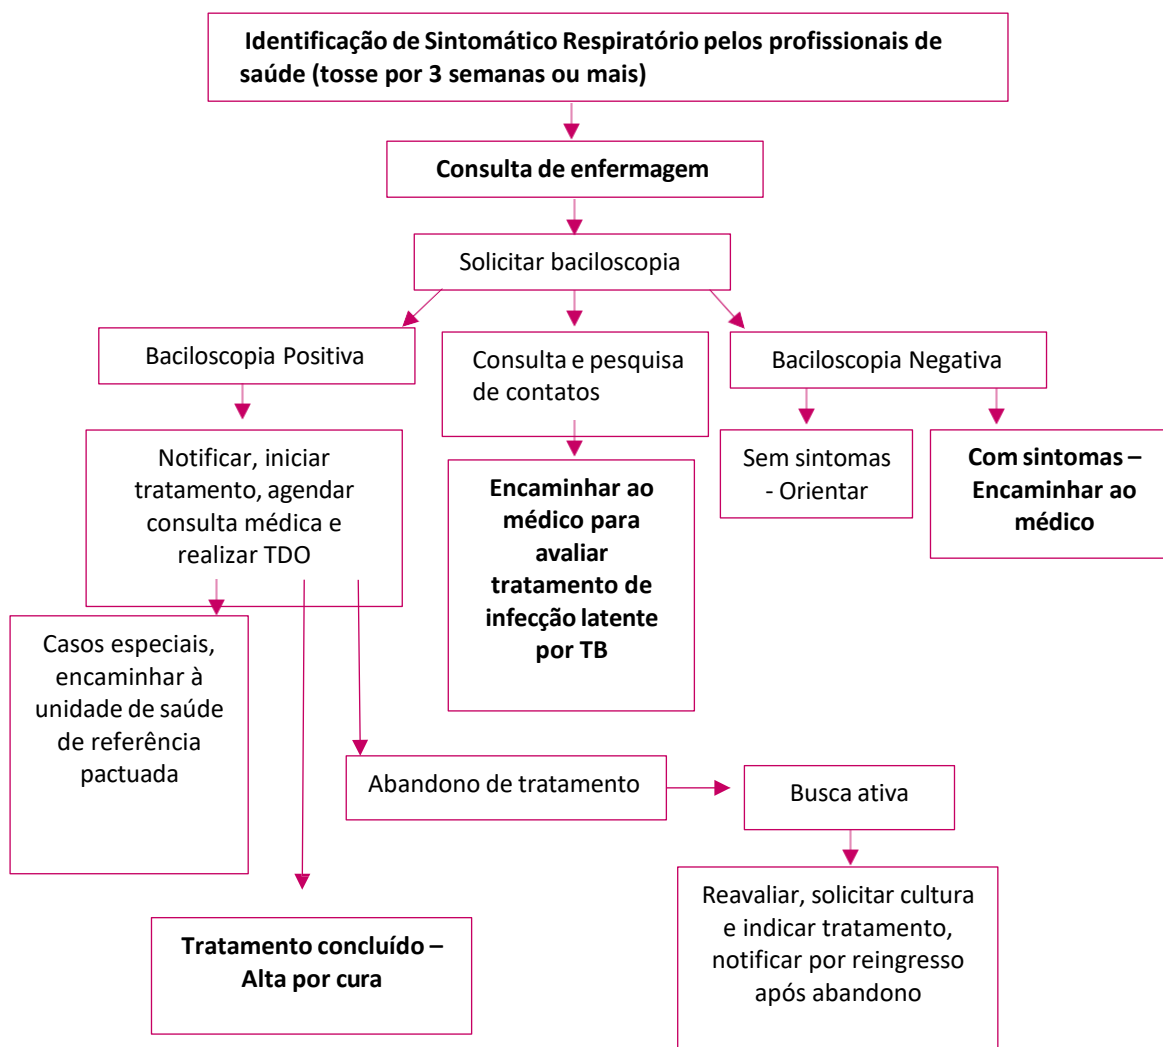 Identificação de Sintomático Respiratório pelos profissionais de
saúde (tosse por 3 semanas ou mais)
Consulta de enfermagem
Solicitar baciloscopia
Baciloscopia Positiva
Consulta e pesquisa
de contatos
Baciloscopia Negativa
Notificar, iniciar
tratamento, agendar
consulta médica e
realizar TDO
Encaminhar ao
médico para
avaliar
tratamento de
infecção latente
por TB
Sem sintomas
- Orientar
Com sintomas –
Encaminhar ao
médico
Casos especiais,
encaminhar à
unidade de saúde
de referência
pactuada
Abandono de tratamento
Busca ativa
Reavaliar, solicitar cultura
e indicar tratamento,
notificar por reingresso
após abandono
Tratamento concluído –
Alta por cura